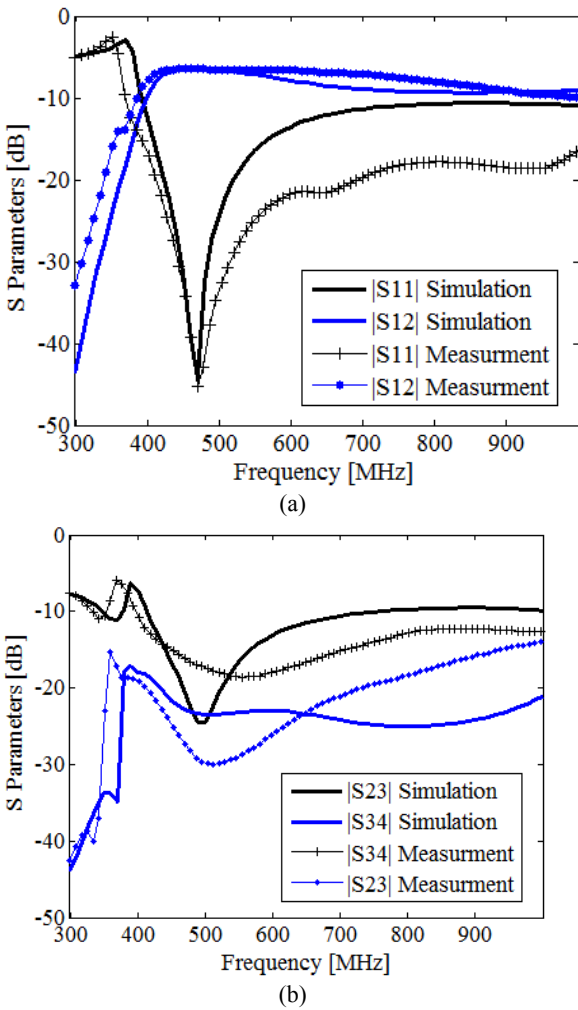 0
-10
-20
-30
-40
-50
S Parameters [dB]
|S11| Simulation
|S12| Simulation
|S11| Measurment
|S12| Measurment
300 400 500 600 700 800 900
Frequency [MHz]
(a)
0
-10
-20
-30
-40
-50
S Parameters [dB]
|S23| Simulation
|S34| Simulation
|S34| Measurment
|S23| Measurment
300 400 500 600 700 800 900
Frequency [MHz]
(b)